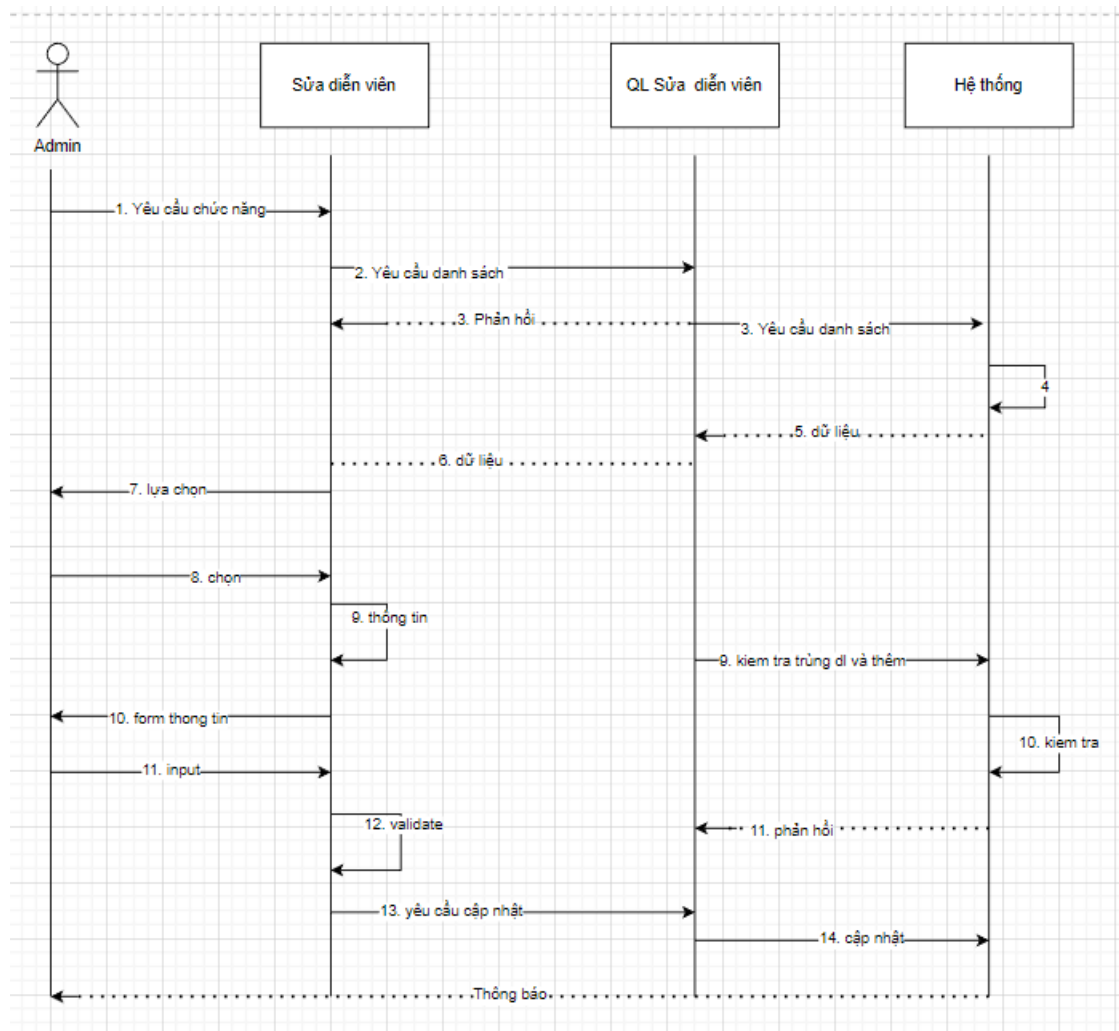 Sửa diễn viên
QL Sửa diễn viên
Hệ thống
Admin
1. Yêu cầu chức năng
2. Yêu cầu danh sách
3. Phản hồi
3. Yêu cầu danh sách
4
5. dữ liệu
6. dữ liệu
7. lựa chọn
8. chọn
9. thông tin
9. kiem tra trùng dl và thêm
10. form thong tin
10. kiem tra
11. input
12. validate
11. phản hồi
13. yêu cầu cập nhật
14. cập nhật
Thông báo